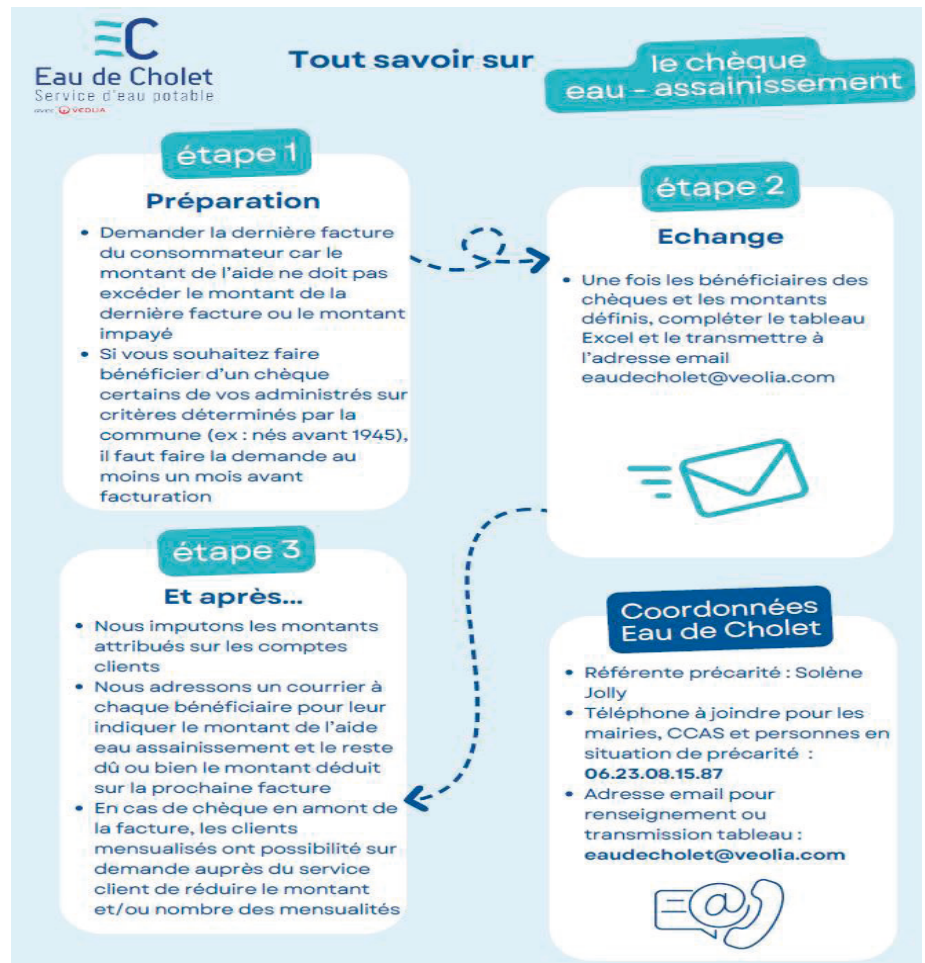 EC
Eau de Cholet
Service d'eau potable
avec VEOLIA
Tout savoir sur
le chèque
eau - assainissement
étape 1
Préparation
• Demander la dernière facture
du consommateur car le
montant de l'aide ne doit pas
excéder le montant de la
dernière facture ou le montant
impayé
• Si vous souhaitez faire
bénéficier d'un chèque
certains de vos administrés sur
critères déterminés par la
commune (ex : nés avant 1945),
il faut faire la demande au
moins un mois avant
facturation
étape 2
Echange
• Une fois les bénéficiaires des
chèques et les montants
définis, compléter le tableau
Excel et le transmettre à
l'adresse email
eaudecholet@veolia.com
étape 3
Et après...
• Nous imputons les montants
attribués sur les comptes
clients
• Nous adressons un courrier à
chaque bénéficiaire pour leur
indiquer le montant de l'aide
eau assainissement et le reste
dû ou bien le montant déduit
sur la prochaine facture
• En cas de chèque en amont de
la facture, les clients
mensualisés ont possibilité sur
demande auprès du service
client de réduire le montant
et/ou nombre des mensualités
Coordonnées
Eau de Cholet
• Référente précarité : Solène
Jolly
• Téléphone à joindre pour les
mairies, CCAS et personnes en
situation de précarité :
06.23.08.15.87
• Adresse email pour
renseignement ou
transmission tableau :
eaudecholet@veolia.com